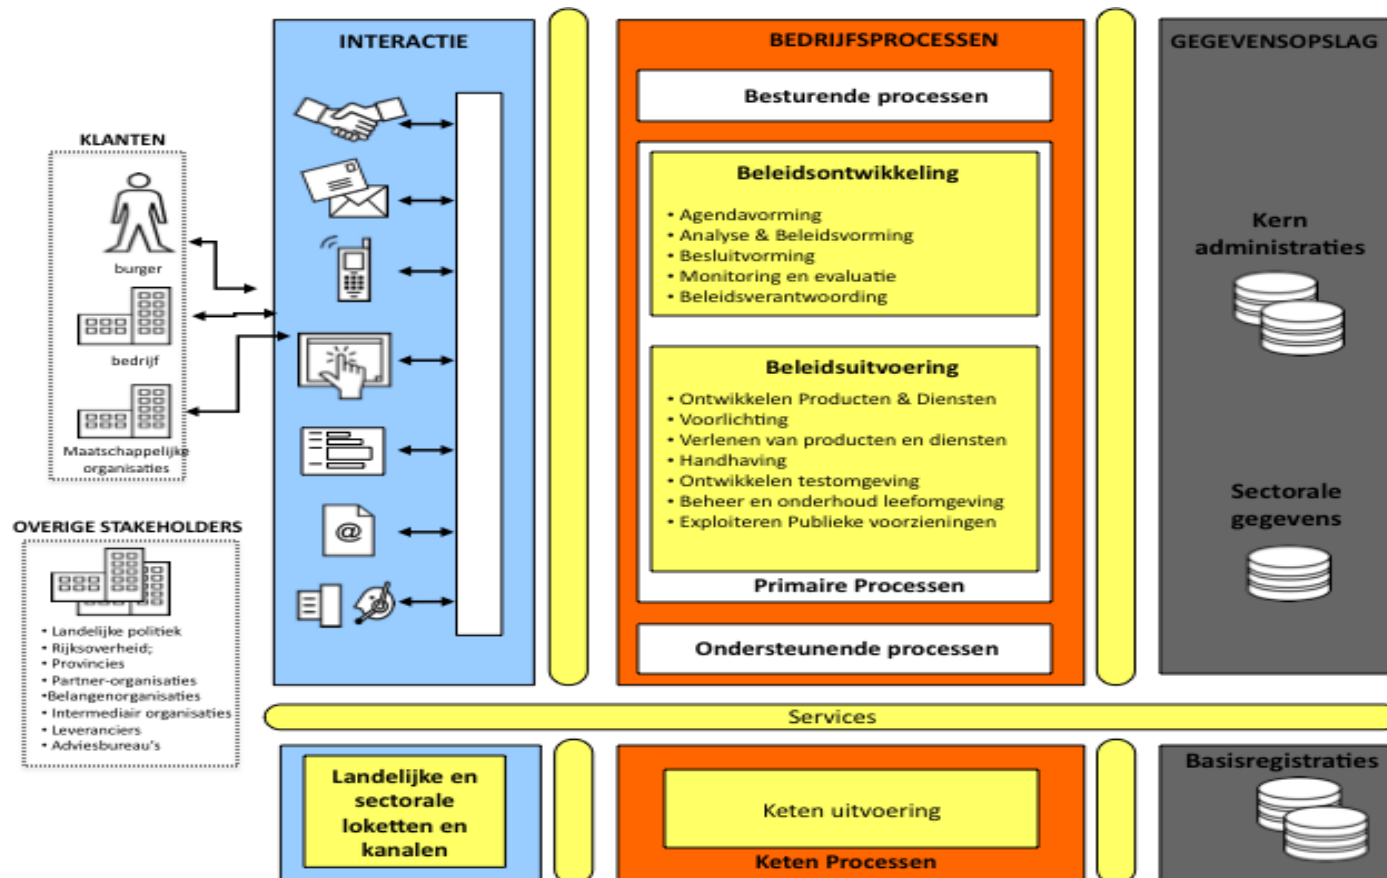 KLANTEN
burger
bedrijf
Maatschappelijke
organisaties
OVERIGE STAKEHOLDERS
• Landelijke politiek
• Rijksoverheid;
• Provincies
• Partner-organisaties
•Belangenorganisaties
• Intermediair organisaties
• Leveranciers
• Adviesbureau's
INTERACTIE
@
BEDRIJFSPROCESSEN
Besturende processen
Beleidsontwikkeling
• Agendavorming
• Analyse & Beleidsvorming
• Besluitvorming
• Monitoring en evaluatie
• Beleidsverantwoording
Beleidsuitvoering
• Ontwikkelen Producten & Diensten
• Voorlichting
• Verlenen van producten en diensten
• Handhaving
• Ontwikkelen testomgeving
• Beheer en onderhoud leefomgeving
• Exploiteren Publieke voorzieningen
Primaire Processen
Ondersteunende processen
GEGEVENSOPSLAG
Kern
administraties
Sectorale
gegevens
Services
Landelijke en
sectorale
loketten en
kanalen
Keten uitvoering
Keten Processen
Basisregistraties